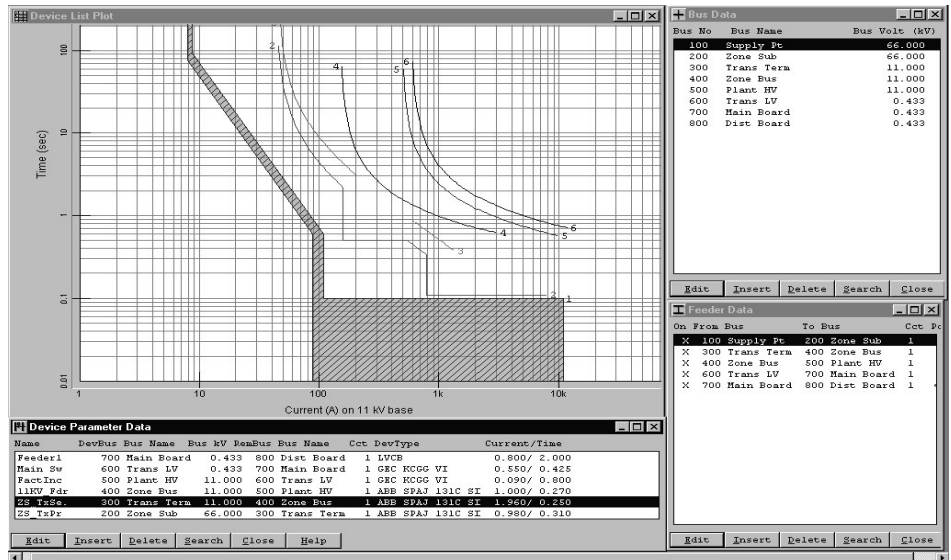 Device List Plot
Time (sec)
100
10
1
0.1
0.01
2
4
5
6
4
6
5
3
2
1
1
10
100
1k
10k
Current (A) on 11 kV base
Device Parameter Data
Name DevBus Bus Name Bus kV RemBus Bus Name Cct DevType Current/Time
Feeder1 700 Main Board 0.433 800 Dist Board 1 LVCB 0.800/ 2.000
Main Sw 600 Trans LV 0.433 700 Main Board 1 GEC KCGG VI 0.550/ 0.425
FactInc 500 Plant HV 11.000 600 Trans LV 1 GEC KCGG VI 0.090/ 0.800
11KV_Fdr 400 Zone Bus 11.000 500 Plant HV 1 ABB SPAJ 131C SI 1.000/ 0.270
ZS_TxSe. 300 Trans Term 11.000 400 Zone Bus 1 ABB SPAJ 131C SI 1.960/ 0.250
ZS_TxPr 200 Zone Sub 66.000 300 Trans Term 1 ABB SPAJ 131C SI 0.980/ 0.310
Edit Insert Delete Search Close Help
Bus Data
Bus No Bus Name Bus Volt (kV)
100 Supply Pt 66.000
200 Zone Sub 66.000
300 Trans Term 11.000
400 Zone Bus 11.000
500 Plant HV 11.000
600 Trans LV 0.433
700 Main Board 0.433
800 Dist Board 0.433
Edit Insert Delete Search Close
Feeder Data
On From Bus To Bus Cct
X 100 Supply Pt 200 Zone Sub 1
X 300 Trans Term 400 Zone Bus 1
X 400 Zone Bus 500 Plant HV 1
X 600 Trans LV 700 Main Board 1
X 700 Main Board 800 Dist Board 1
Edit Insert Delete Search Close